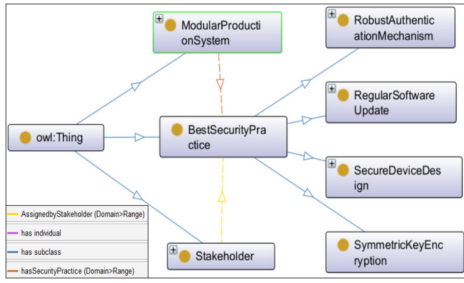 ModularProducti
onSystem
RobustAuthentic
ationMechanism
RegularSoftware
Update
owl:Thing
BestSecurityPra
ctice
SecureDeviceDes
ign
AssignedbyStakeholder (Domain>Range)
has individual
has subclass
hasSecurityPractice (Domain>Range)
Stakeholder
SymmetricKeyEnc
ryption